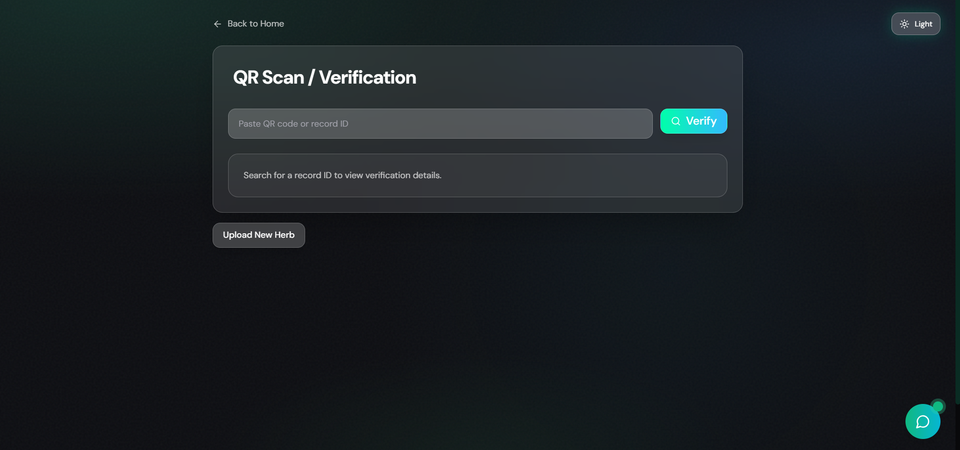 Back to Home
Light
QR Scan / Verification
Paste QR code or record ID
Verify
Search for a record ID to view verification details.
Upload New Herb